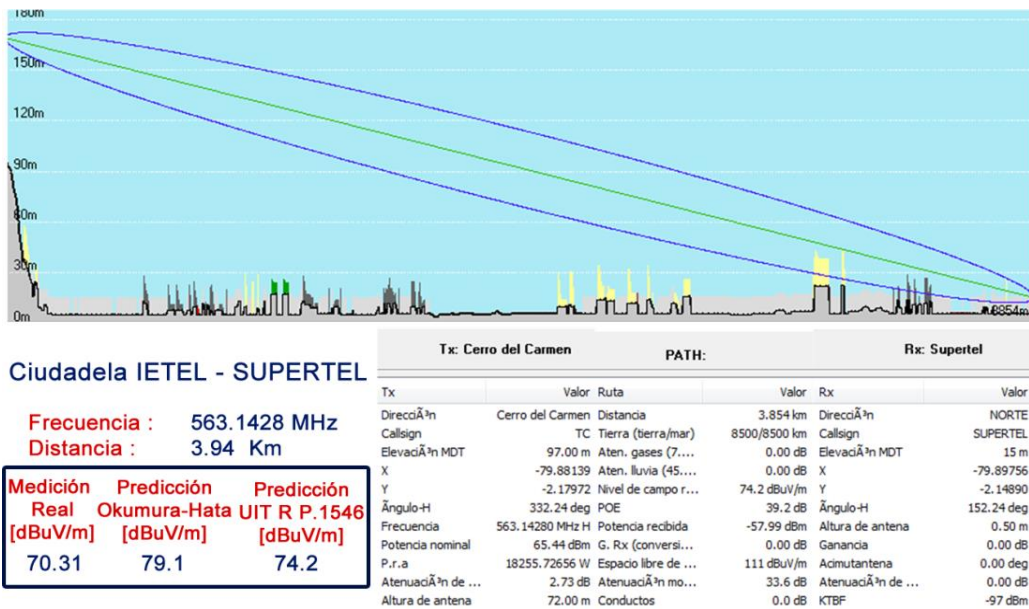 180m
150m
120m
90m
60m
30m
0m
3854m
Ciudadela IETEL - SUPERTEL
Frecuencia : 563.1428 MHz
Distancia : 3.94 Km
Medición Real [dBuV/m]
Predicción Okumura-Hata [dBuV/m]
Predicción UIT R P.1546 [dBuV/m]
70.31 79.1 74.2
Tx: Cerro del Carmen PATH: Rx: Supertel
Tx Valor Ruta Valor Rx Valor
DirecciÃ³n Cerro del Carmen Distancia 3.854 km DirecciÃ³n NORTE
Callsign TC Tierra (tierra/mar) 8500/8500 km Callsign SUPERTEL
ElevaciÃ³n MDT 97.00 m Aten. gases (7.... 0.00 dB ElevaciÃ³n MDT 15 m
X -79.88139 Aten. lluvia (45.... 0.00 dB X -79.89756
Y -2.17972 Nivel de campo r... 74.2 dBuV/m Y -2.14890
Ãngulo-H 332.24 deg POE 39.2 dB Ãngulo-H 152.24 deg
Frecuencia 563.14280 MHz H Potencia recibida -57.99 dBm Altura de antena 0.50 m
Potencia nominal 65.44 dBm G. Rx (conversi... 0.00 dB Ganancia 0.00 dB
P.r.a 18255.72656 W Espacio libre de ... 111 dBuV/m Acimutantena 0.00 deg
AtenuaciÃ³n de ... 2.73 dB AtenuaciÃ³n mo... 33.6 dB AtenuaciÃ³n de ... 0.00 dB
Altura de antena 72.00 m Conductos 0.0 dB KTBF -97 dBm